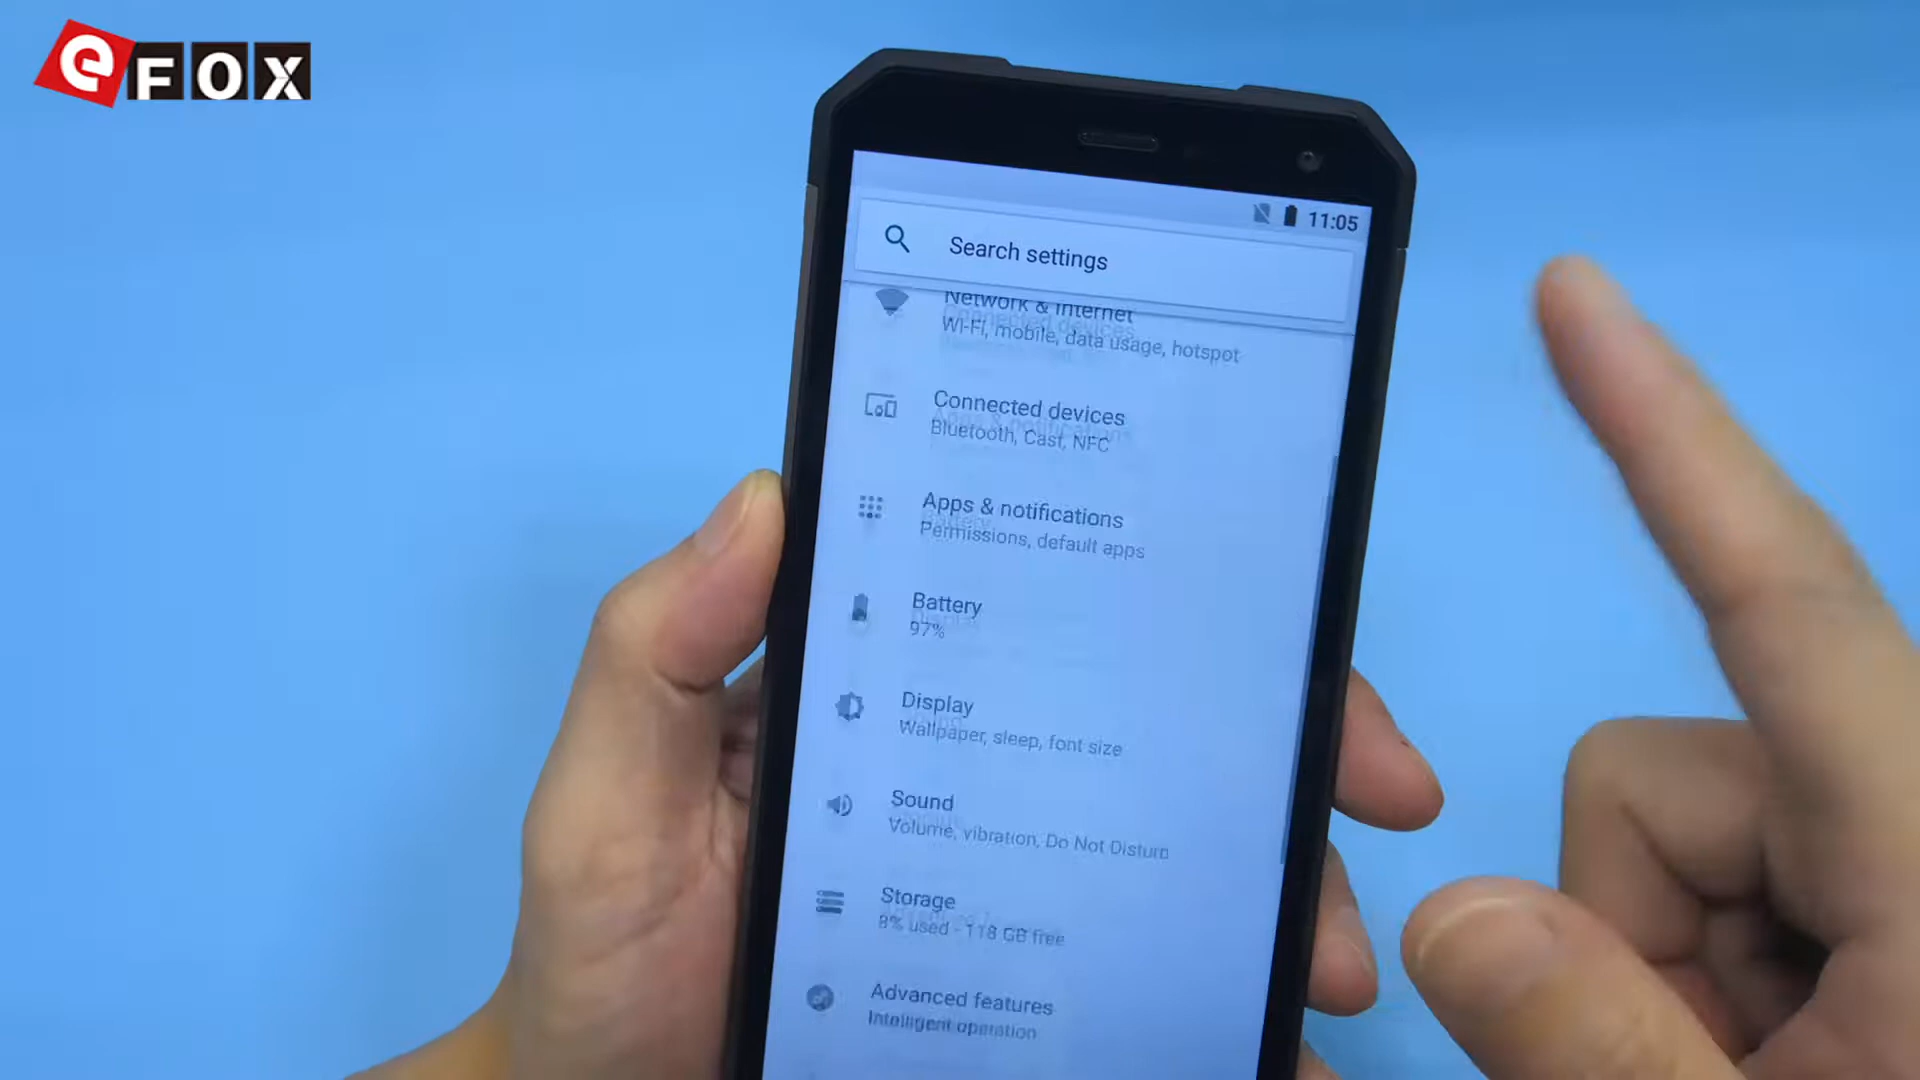 eFOX
11:05
Search settings
Network & Internet
Wi-Fi, mobile, data usage, hotspot
Connected devices
Bluetooth, Cast, NFC
Apps & notifications
Permissions, default apps
Battery
97%
Display
Wallpaper, sleep, font size
Sound
Volume, vibration, Do Not Disturb
Storage
8% used - 118 GB free
Advanced features
Intelligent operation